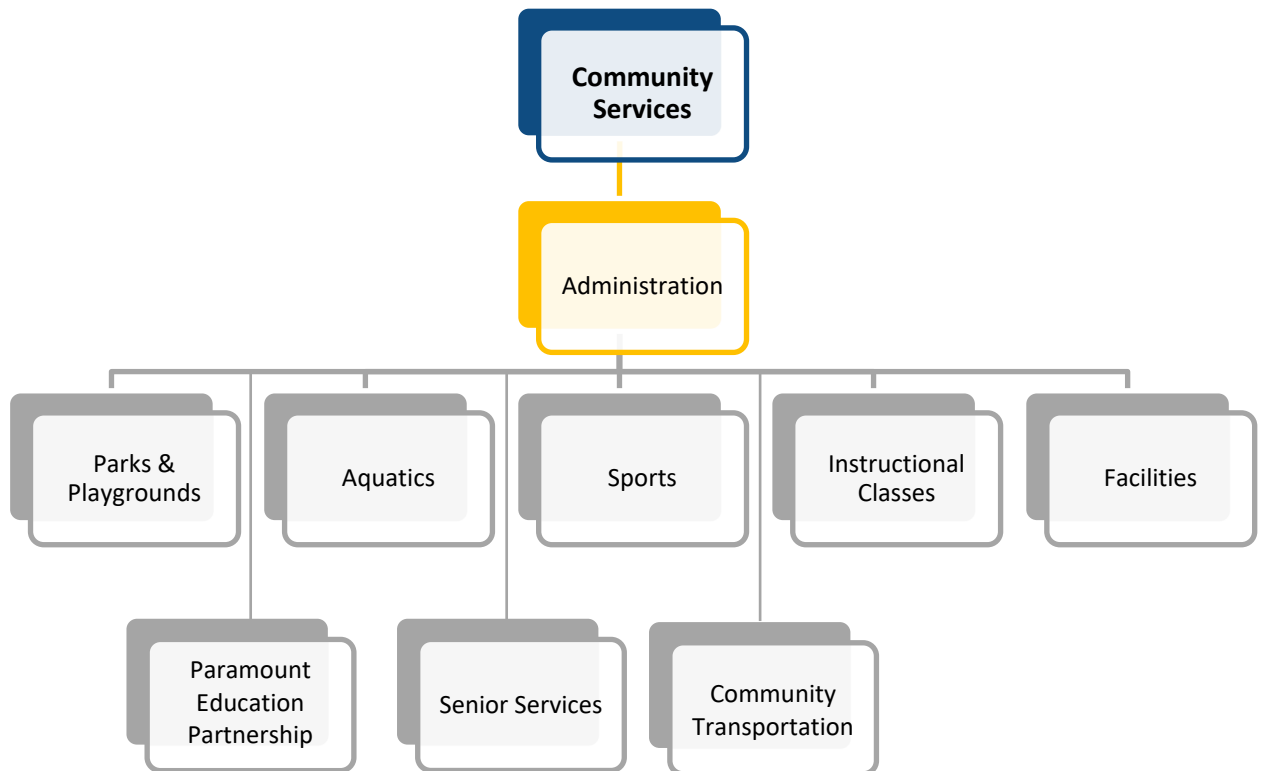 Community
Services
Administration
Parks &
Playgrounds
Aquatics
Sports
Instructional
Classes
Facilities
Paramount
Education
Partnership
Senior Services
Community
Transportation